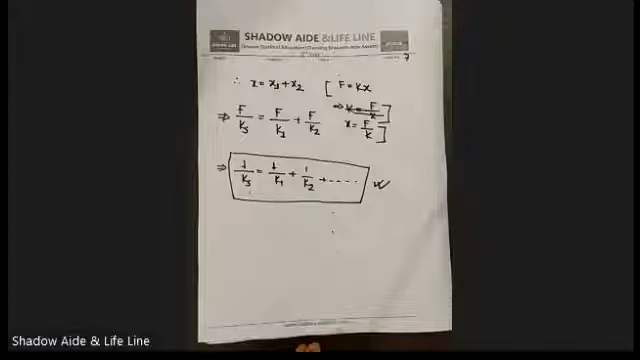 SHADOW AIDE & LIFE LINE
7
∴ x = x₁ + x₂ [ F = Kx
⇒ K = F/x ]
⇒ F/Ks = F/K₁ + F/K₂
x = F/K ]
⇒ 1/Ks = 1/K₁ + 1/K₂ + ......
Shadow Aide & Life Line